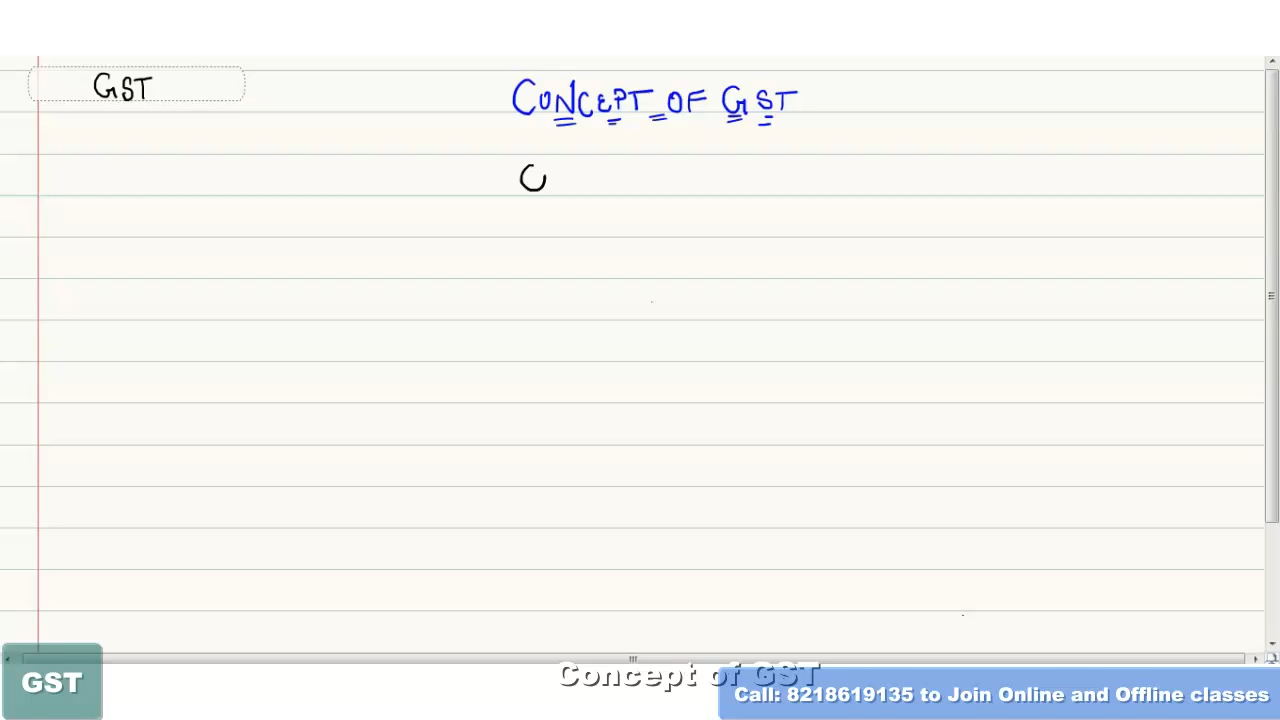 GST
CONCEPT OF GST
C
GST
Concept of GST
Call: 8218619135 to Join Online and Offline classes